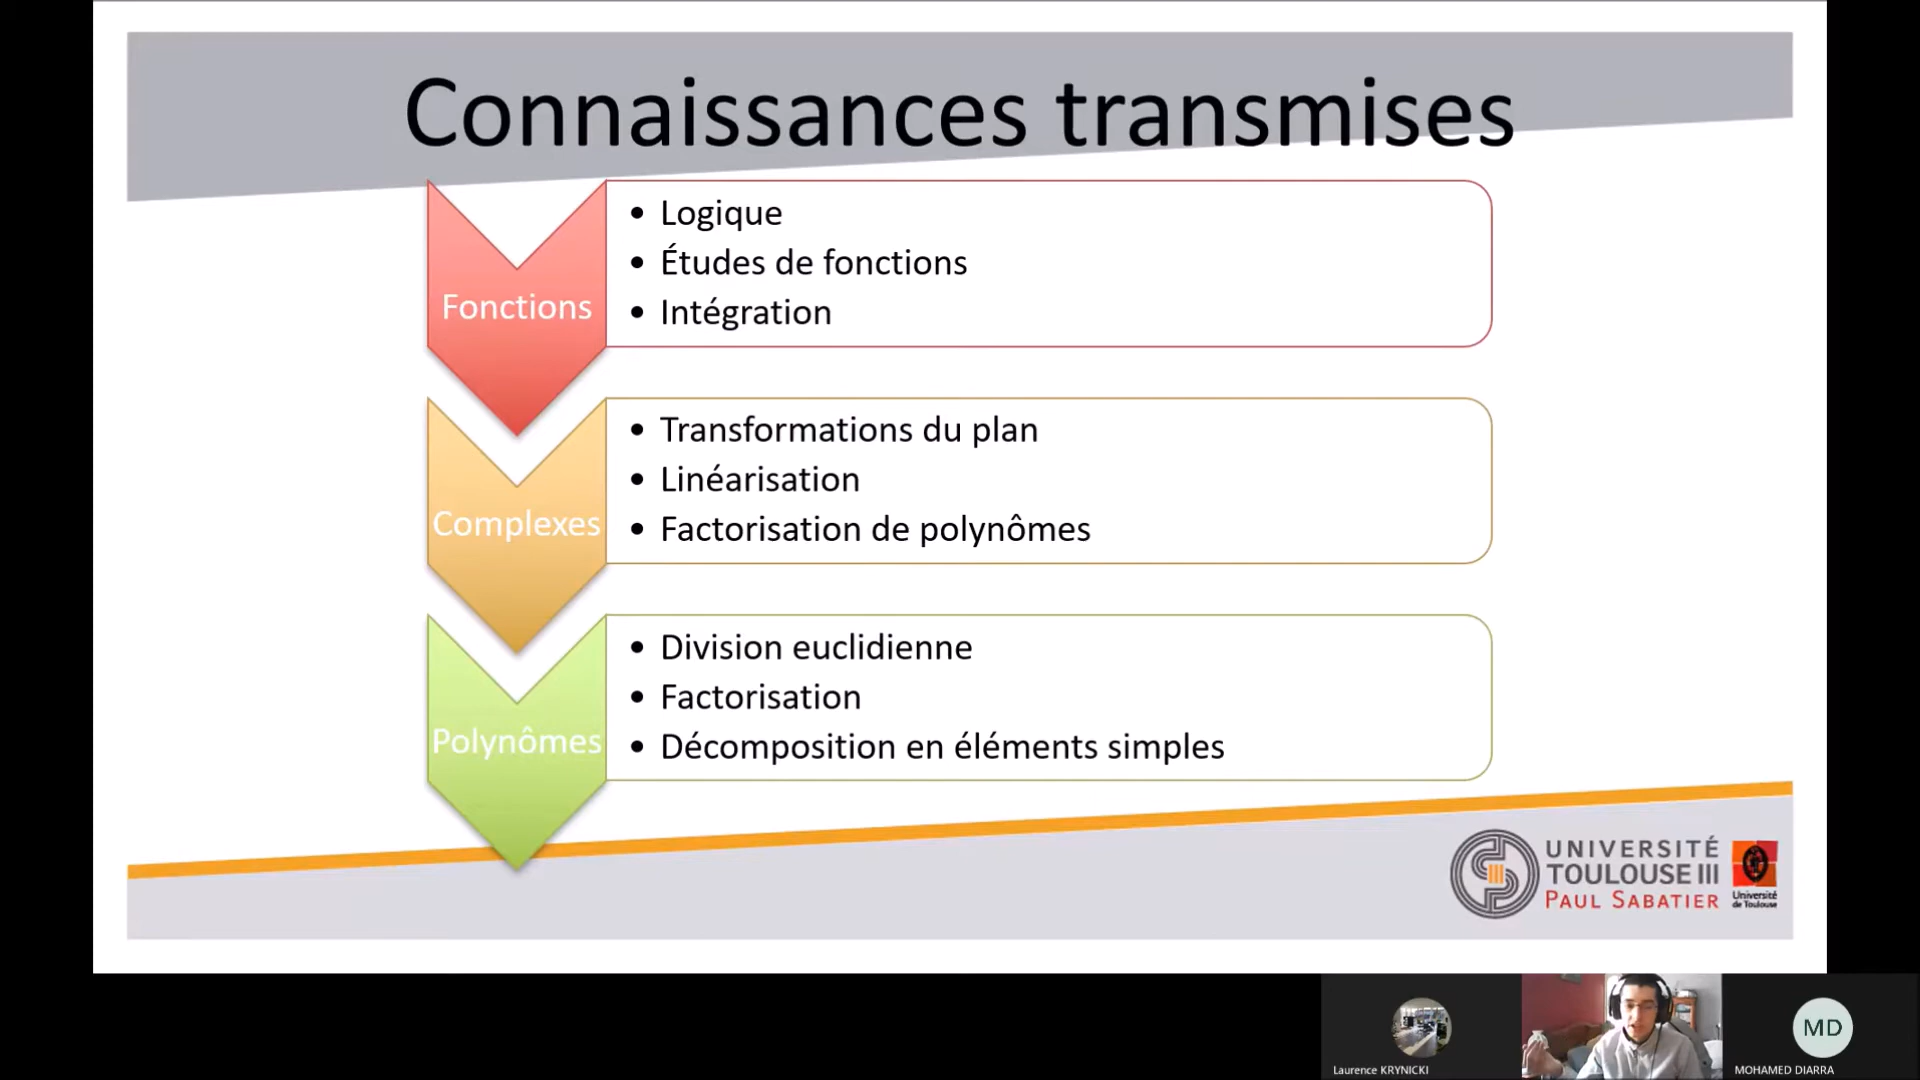 Connaissances transmises
Fonctions
• Logique
• Études de fonctions
• Intégration
Complexes
• Transformations du plan
• Linéarisation
• Factorisation de polynômes
Polynômes
• Division euclidienne
• Factorisation
• Décomposition en éléments simples
UNIVERSITÉ
TOULOUSE III
PAUL SABATIER
Université
de Toulouse
Laurence KRYNICKI
MD
MOHAMED DIARRA